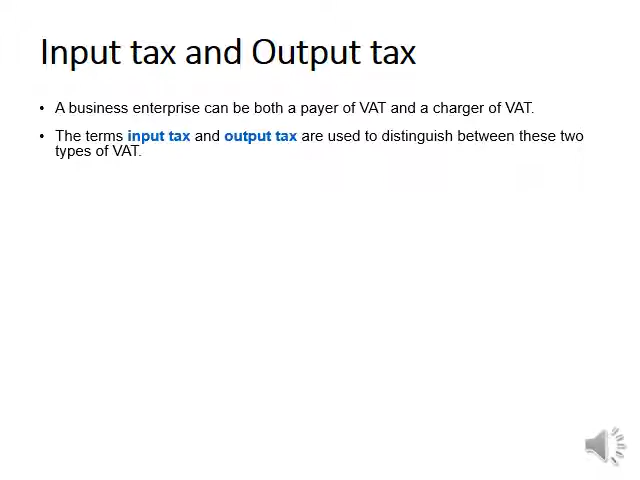 Input tax and Output tax
• A business enterprise can be both a payer of VAT and a charger of VAT.
• The terms input tax and output tax are used to distinguish between these two
types of VAT.